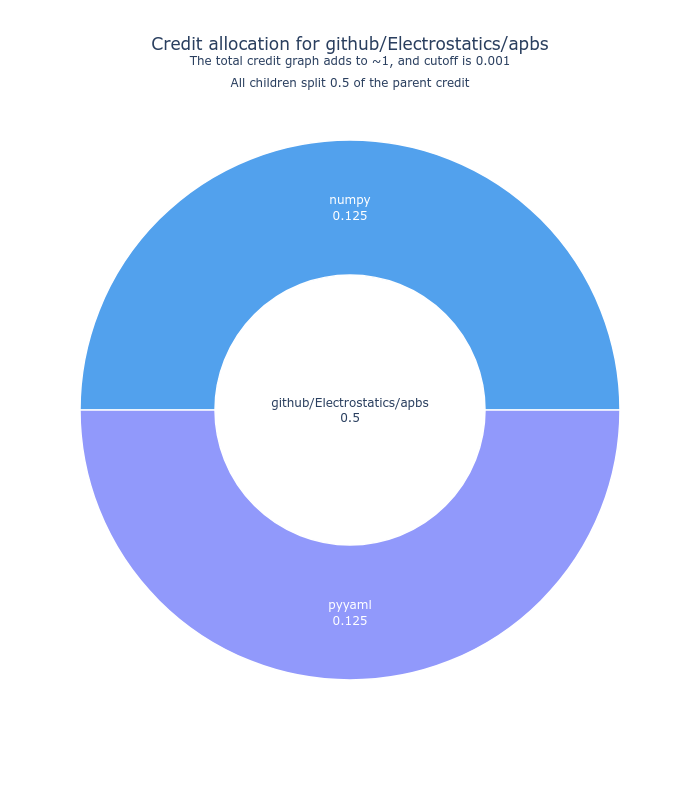 Credit allocation for github/Electrostatics/apbs
The total credit graph adds to ~1, and cutoff is 0.001
All children split 0.5 of the parent credit
numpy
0.125
github/Electrostatics/apbs
0.5
pyyaml
0.125